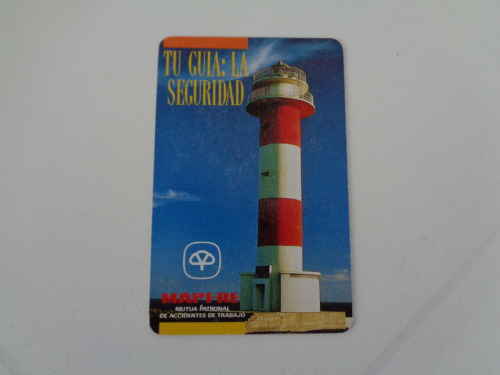 TU GUIA: LA
SEGURIDAD
MAPFRE
MUTUA PATRONAL
DE ACCIDENTES DE TRABAJO